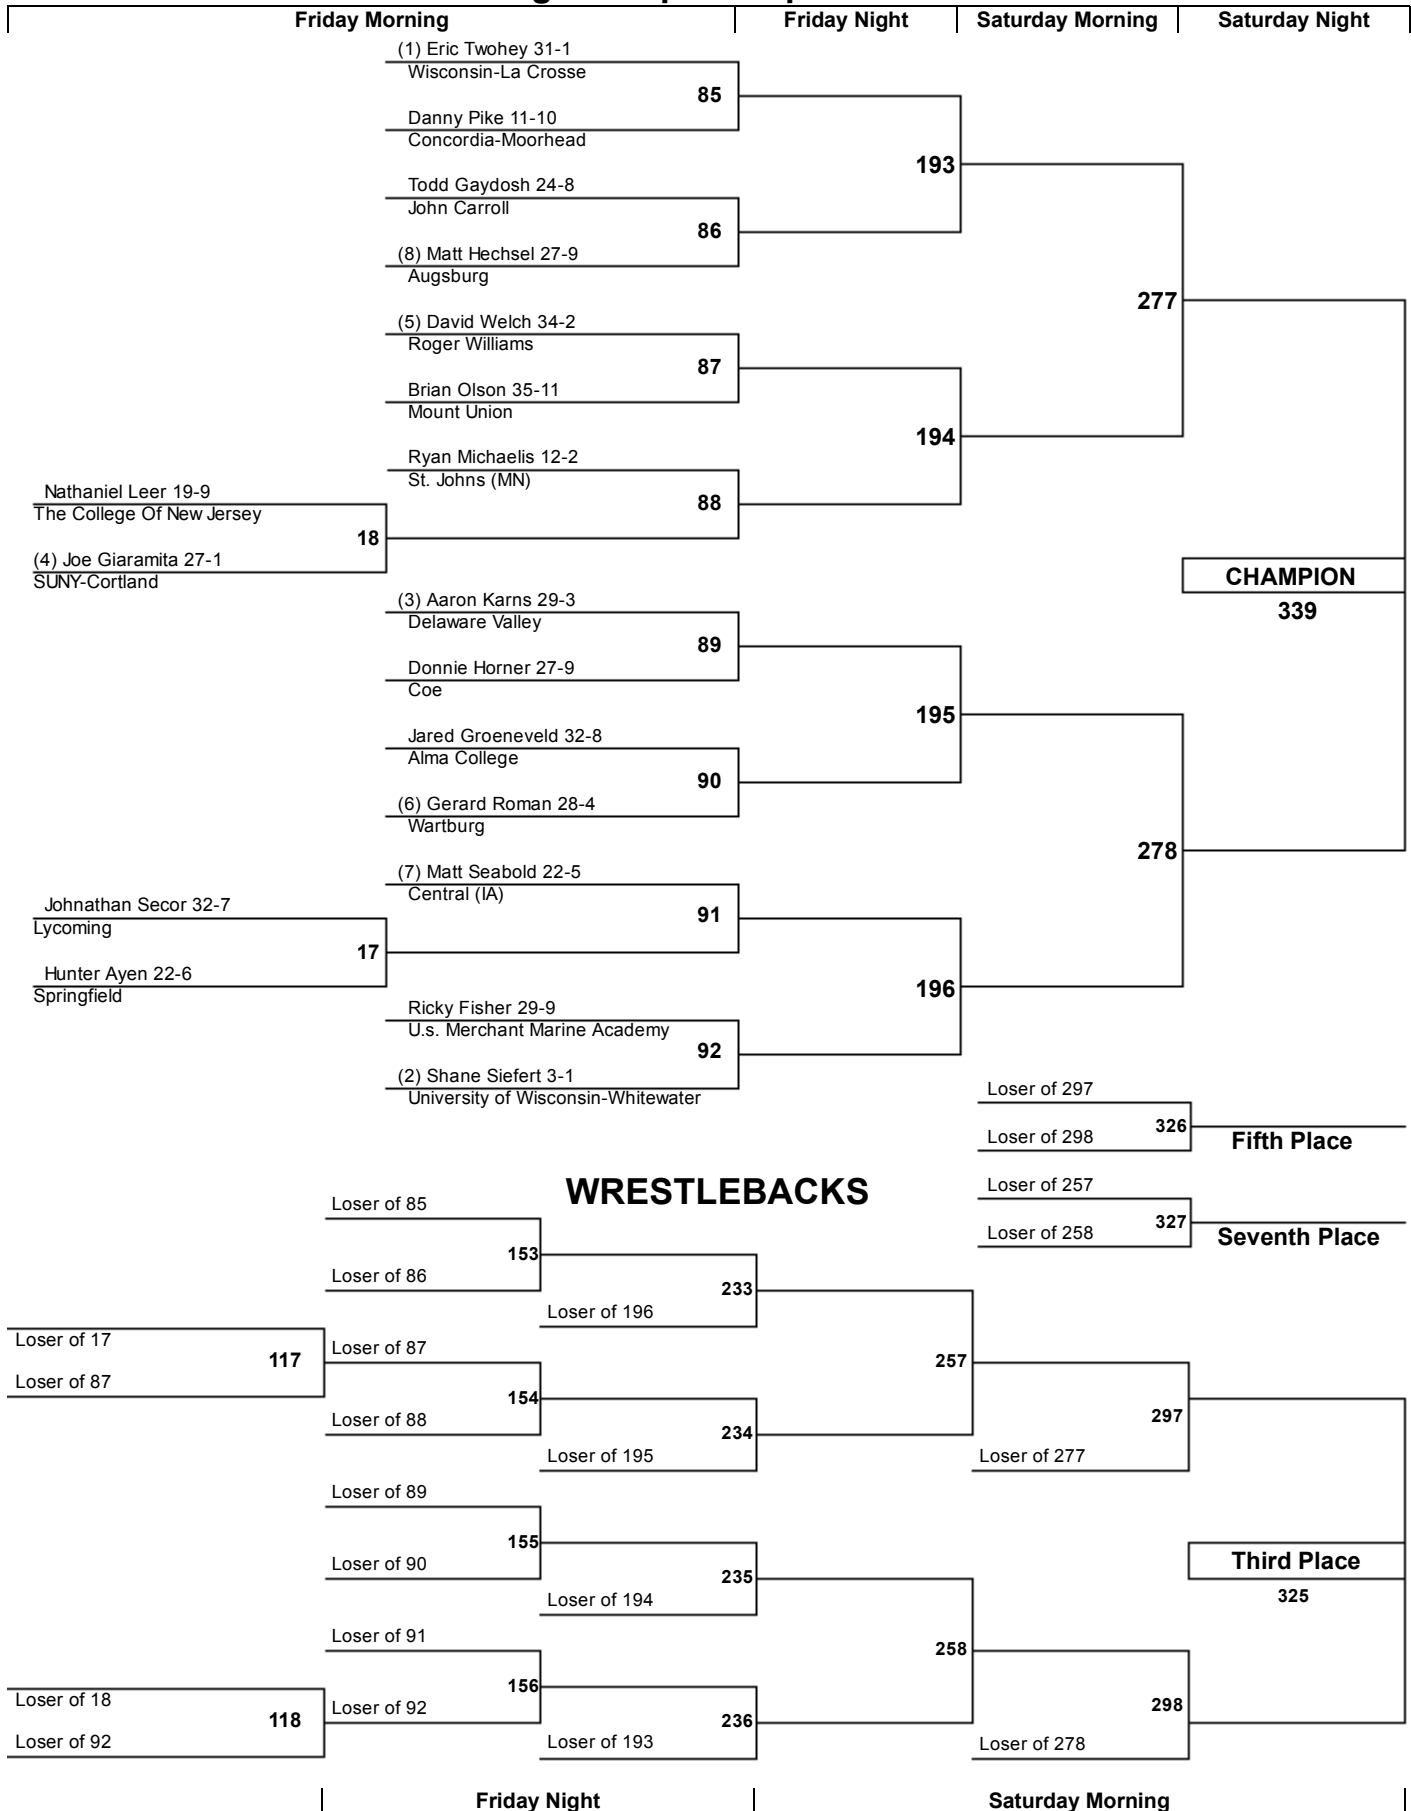 Friday Morning
Friday Night
Saturday Morning
Saturday Night
(1) Eric Twohey 31-1
Wisconsin-La Crosse
85
Danny Pike 11-10
Concordia-Moorhead
193
Todd Gaydosh 24-8
John Carroll
86
(8) Matt Hechsel 27-9
Augsburg
277
(5) David Welch 34-2
Roger Williams
87
Brian Olson 35-11
Mount Union
194
Ryan Michaelis 12-2
St. Johns (MN)
88
Nathaniel Leer 19-9
The College Of New Jersey
18
(4) Joe Giaramita 27-1
SUNY-Cortland
CHAMPION
339
(3) Aaron Karns 29-3
Delaware Valley
89
Donnie Horner 27-9
Coe
195
Jared Groeneveld 32-8
Alma College
90
(6) Gerard Roman 28-4
Wartburg
278
(7) Matt Seabold 22-5
Central (IA)
91
Johnathan Secor 32-7
Lycoming
17
Hunter Ayen 22-6
Springfield
196
Ricky Fisher 29-9
U.s. Merchant Marine Academy
92
(2) Shane Siefert 3-1
University of Wisconsin-Whitewater
Loser of 297
326
Loser of 298
Fifth Place
WRESTLEBACKS
Loser of 257
327
Loser of 258
Seventh Place
Loser of 85
153
Loser of 86
233
Loser of 196
Loser of 17
117
Loser of 87
Loser of 87
154
Loser of 88
257
234
Loser of 195
297
Loser of 277
Loser of 89
155
Loser of 90
235
Loser of 194
Third Place
325
Loser of 91
156
Loser of 92
258
Loser of 18
118
Loser of 92
236
Loser of 193
298
Loser of 278
Friday Night
Saturday Morning